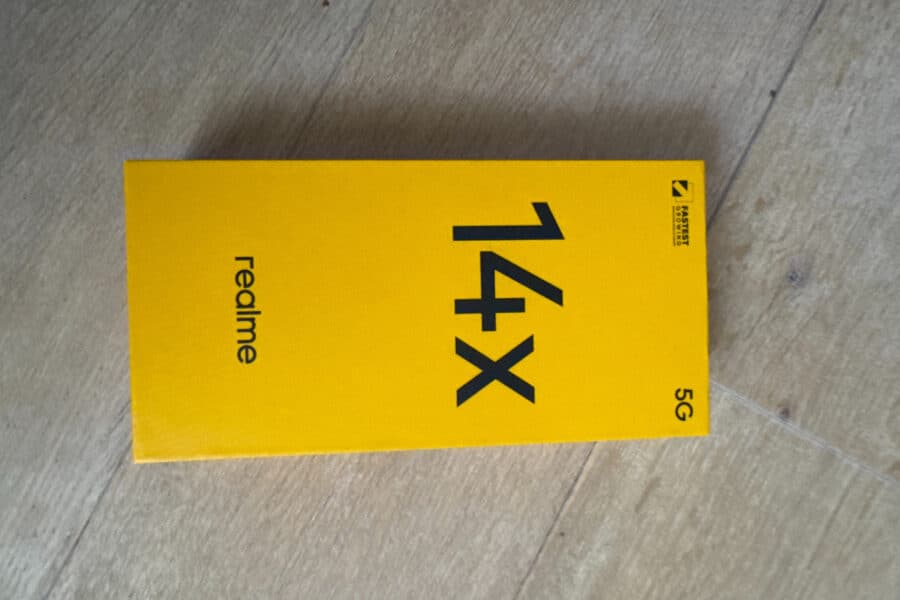 FASTEST
GROWING
5G
14x
realme